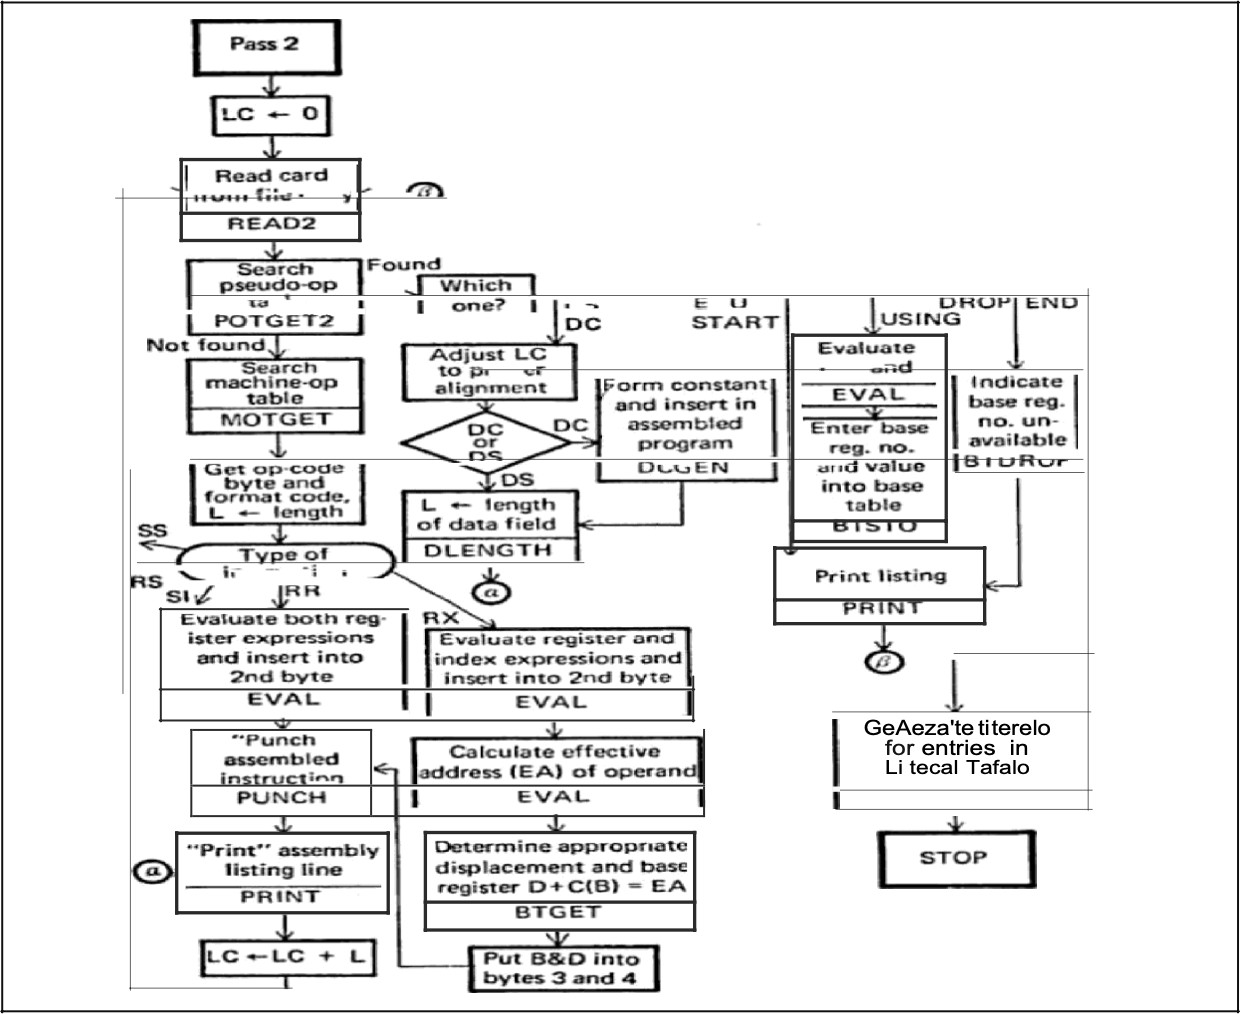 Pass 2
LC ← 0
Read card
β
READ2
Search
pseudo-op
Found
POTGET2
Which
one?
DC
START
USING
DROP
END
Not found
Search
machine-op
table
MOTGET
Adjust LC
to
alignment
DC
or
DS
DC
DS
Form constant
and insert in
assembled
program
DCGEN
Evaluate
EVAL
Enter base
reg. no.
and value
into base
table
BTSTO
Indicate
base reg.
no. un-
available
BTDROP
Get op-code
byte and
format code,
L ← length
L ← length
of data field
DLENGTH
α
SS
Type of
RS
SI
RR
RX
Print listing
PRINT
β
Evaluate both reg-
ister expressions
and insert into
2nd byte
EVAL
Evaluate register and
index expressions and
insert into 2nd byte
EVAL
"Punch
assembled
instruction
PUNCH
Calculate effective
address (EA) of operand
EVAL
GeAeza'te titerelo
for entries in
Li tecal Tafalo
α
"Print" assembly
listing line
PRINT
Determine appropriate
displacement and base
register D+C(B) = EA
BTGET
STOP
LC ← LC + L
Put B&D into
bytes 3 and 4